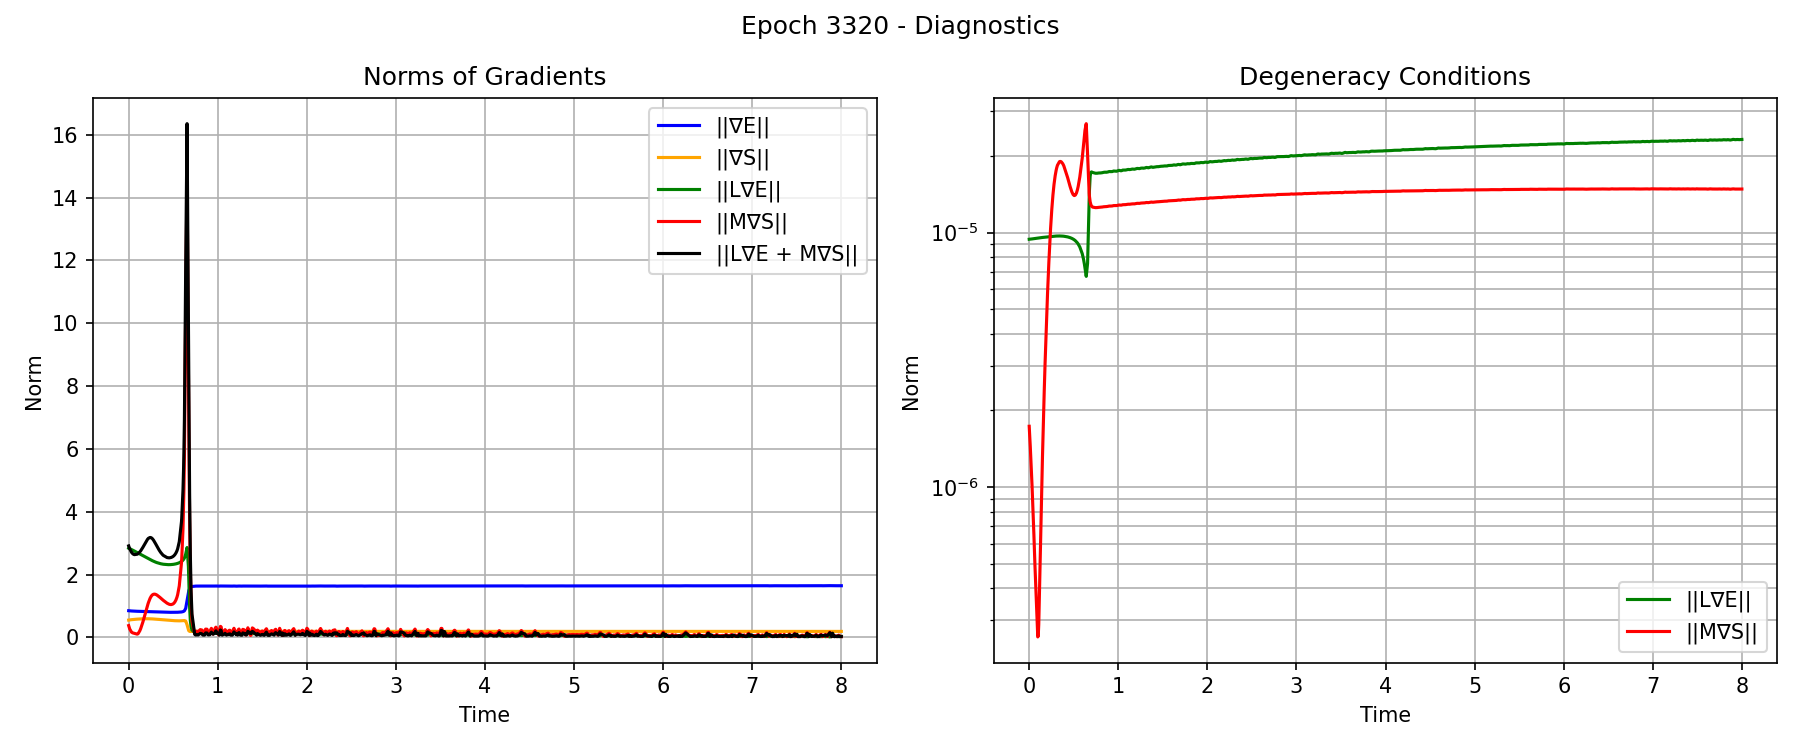 Epoch 3320 - Diagnostics
Norms of Gradients
Norm
16
14
12
10
8
6
4
2
0
0 1 2 3 4 5 6 7 8
Time
||∇E||
||∇S||
||L∇E||
||M∇S||
||L∇E + M∇S||
Degeneracy Conditions
Norm
10⁻⁵
10⁻⁶
0 1 2 3 4 5 6 7 8
Time
||L∇E||
||M∇S||